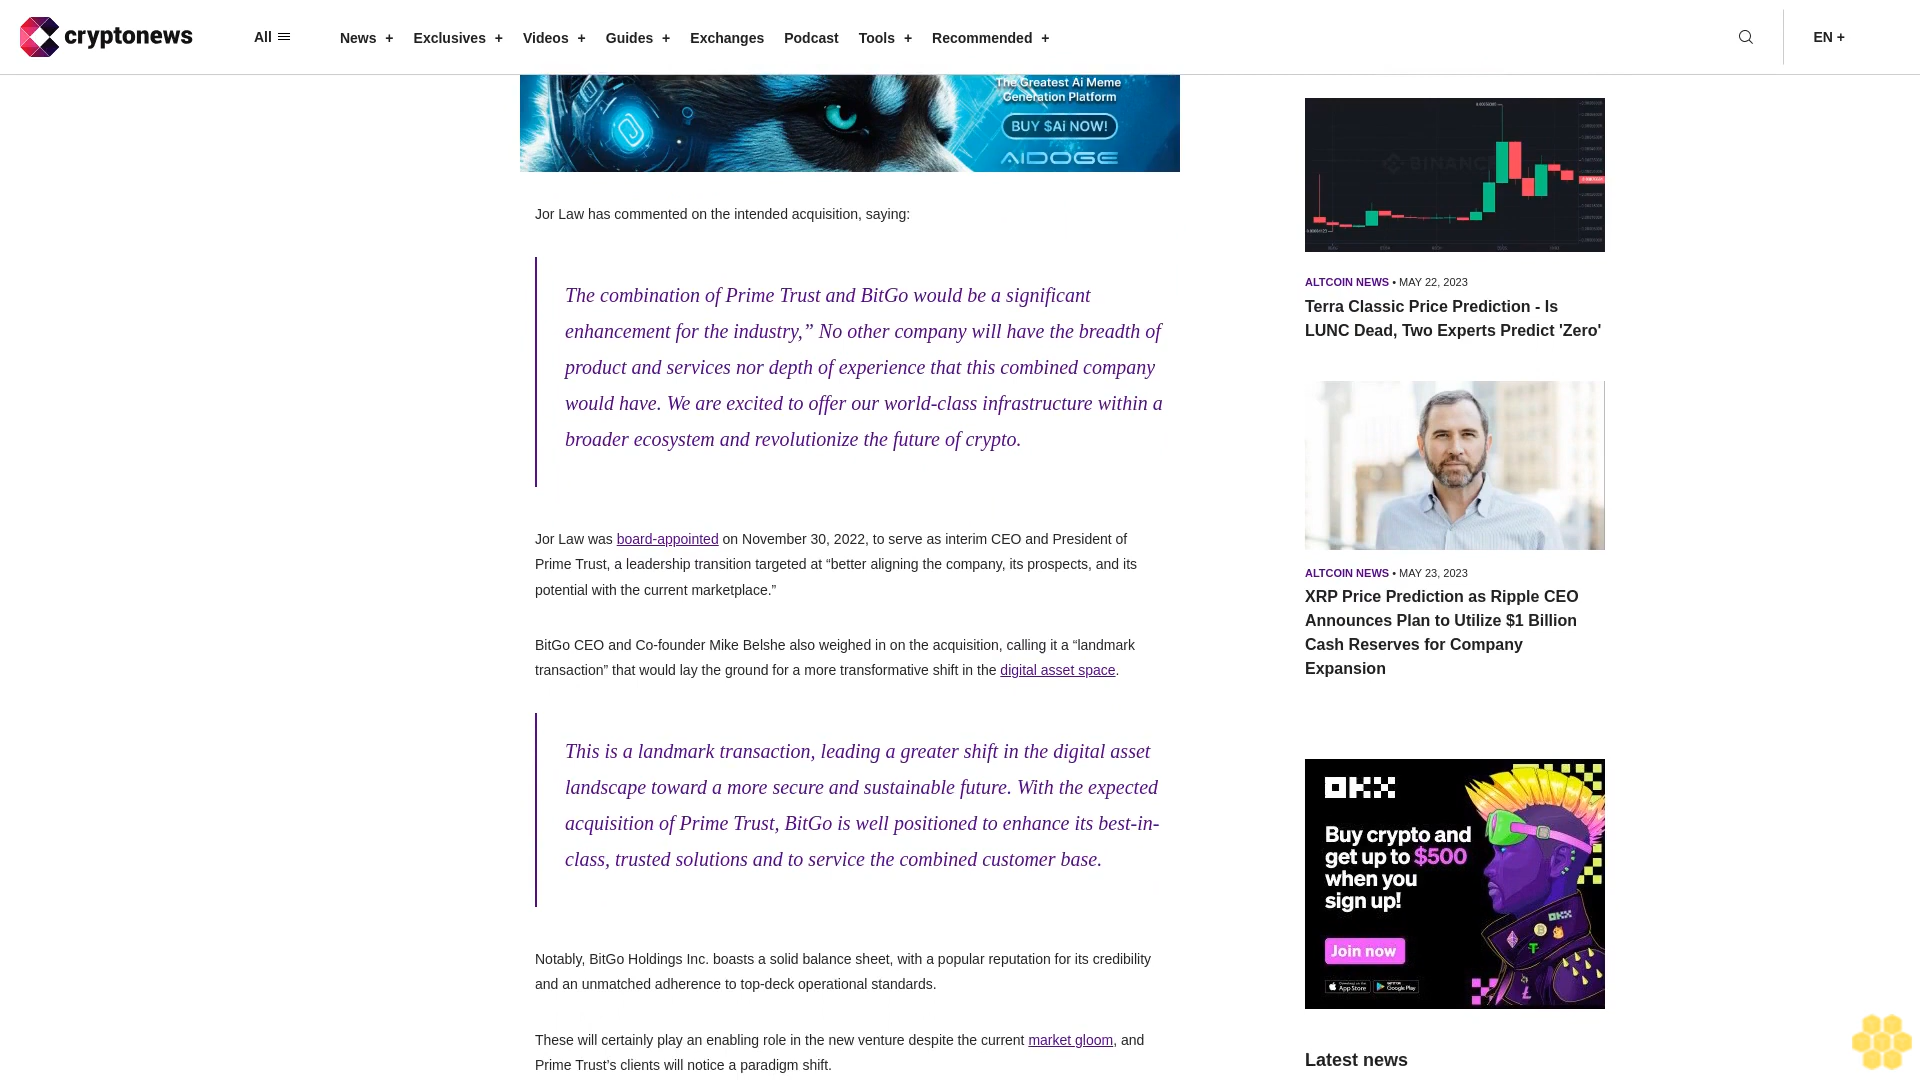 cryptonews
All
News +
Exclusives +
Videos +
Guides +
Exchanges
Podcast
Tools +
Recommended +
EN +
The Greatest Ai Meme
Generation Platform
BUY $Ai NOW!
AIDOGE
Jor Law has commented on the intended acquisition, saying:
The combination of Prime Trust and BitGo would be a significant
enhancement for the industry,” No other company will have the breadth of
product and services nor depth of experience that this combined company
would have. We are excited to offer our world-class infrastructure within a
broader ecosystem and revolutionize the future of crypto.
Jor Law was board-appointed on November 30, 2022, to serve as interim CEO and President of
Prime Trust, a leadership transition targeted at “better aligning the company, its prospects, and its
potential with the current marketplace.”
BitGo CEO and Co-founder Mike Belshe also weighed in on the acquisition, calling it a “landmark
transaction” that would lay the ground for a more transformative shift in the digital asset space.
This is a landmark transaction, leading a greater shift in the digital asset
landscape toward a more secure and sustainable future. With the expected
acquisition of Prime Trust, BitGo is well positioned to enhance its best-in-
class, trusted solutions and to service the combined customer base.
Notably, BitGo Holdings Inc. boasts a solid balance sheet, with a popular reputation for its credibility
and an unmatched adherence to top-deck operational standards.
These will certainly play an enabling role in the new venture despite the current market gloom, and
Prime Trust’s clients will notice a paradigm shift.
BINANCE
ALTCOIN NEWS • MAY 22, 2023
Terra Classic Price Prediction - Is
LUNC Dead, Two Experts Predict 'Zero'
ALTCOIN NEWS • MAY 23, 2023
XRP Price Prediction as Ripple CEO
Announces Plan to Utilize $1 Billion
Cash Reserves for Company
Expansion
OKX
Buy crypto and
get up to $500
when you
sign up!
OKX
Join now
App Store
Google Play
Latest news